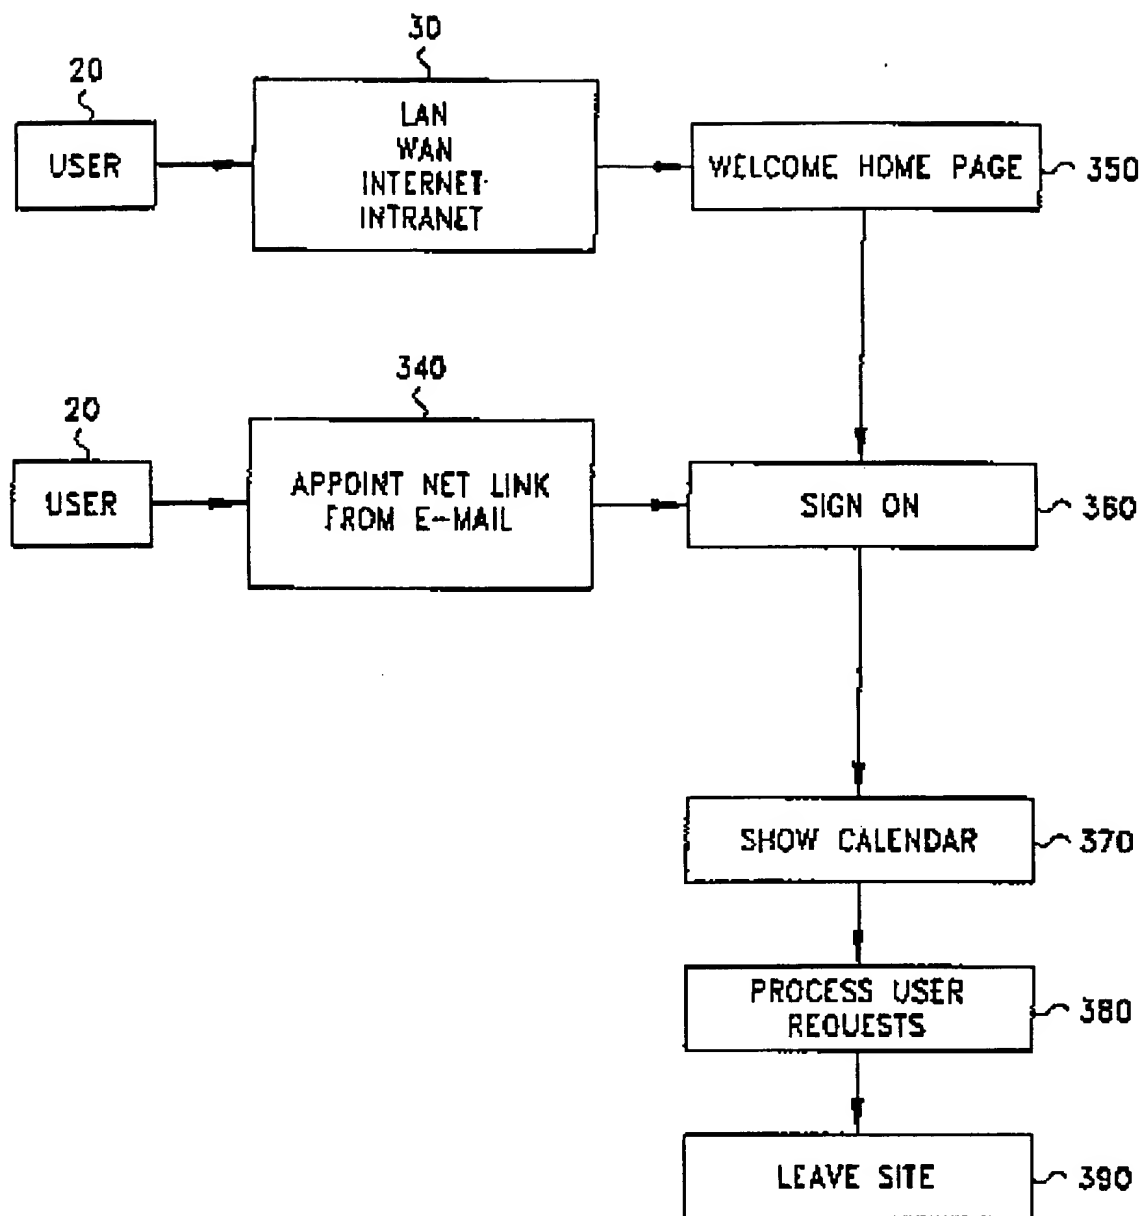 30
20
USER
LAN
WAN
INTERNET
INTRANET
WELCOME HOME PAGE
350
340
20
USER
APPOINT NET LINK
FROM E-MAIL
SIGN ON
360
SHOW CALENDAR
370
PROCESS USER
REQUESTS
380
LEAVE SITE
390